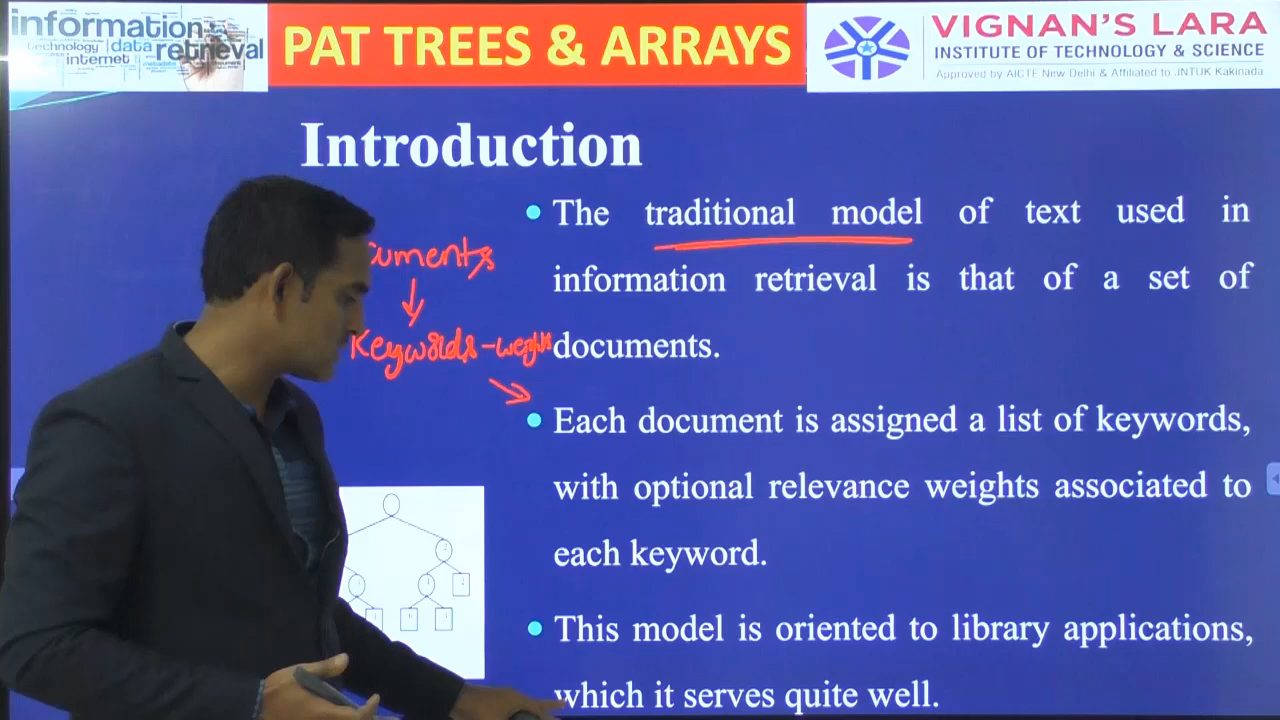 information
technology data retrieval
internet
PAT TREES & ARRAYS
VIGNAN'S LARA
INSTITUTE OF TECHNOLOGY & SCIENCE
Approved by AICTE New Delhi & Affiliated to JNTUK Kakinada
Introduction
• The traditional model of text used in
information retrieval is that of a set of
documents.
cuments
Keywords - weights
• Each document is assigned a list of keywords,
with optional relevance weights associated to
each keyword.
• This model is oriented to library applications,
which it serves quite well.